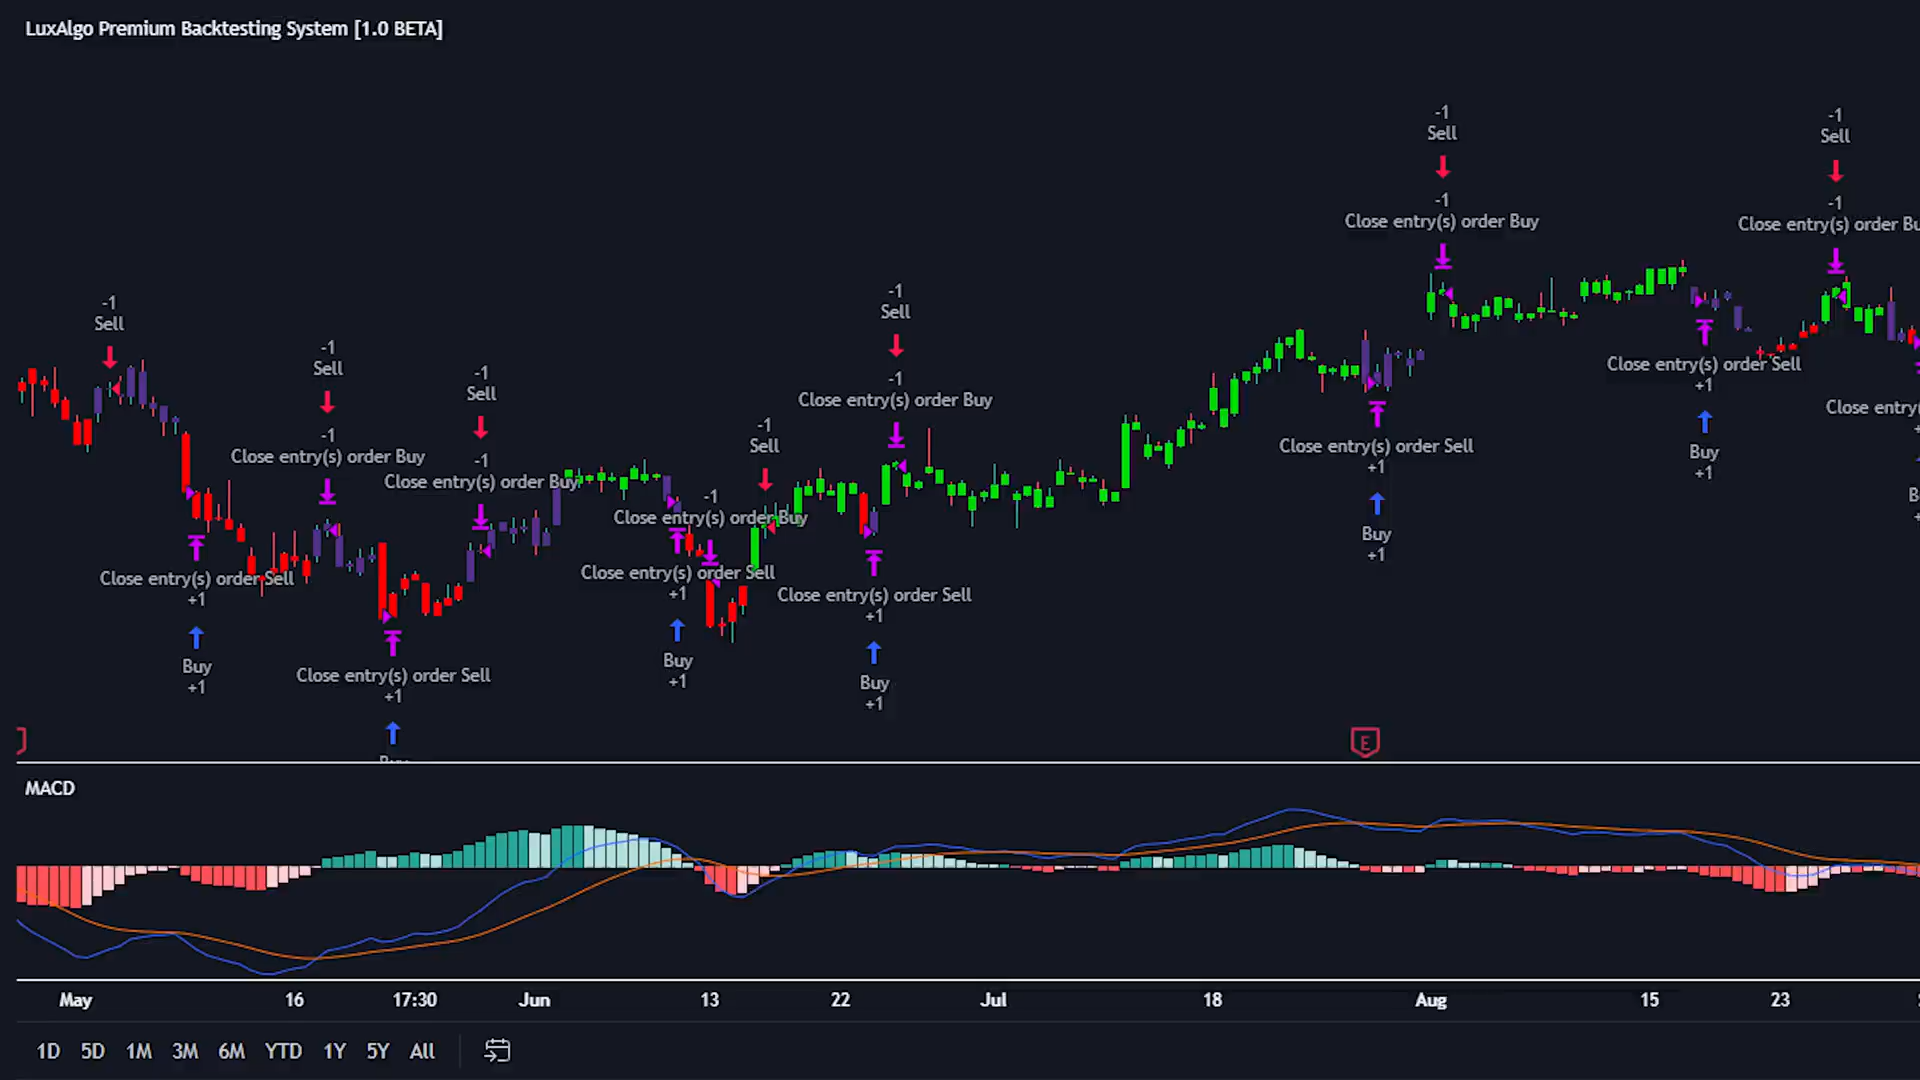 LuxAlgo Premium Backtesting System [1.0 BETA]
-1
Sell
-1
Close entry(s) order Buy
-1
Sell
-1
Close entry(s) order Bu
-1
Sell
-1
Close entry(s) order Buy
-1
Sell
-1
Sell
-1
Close entry(s) order Buy
-1
Sell
-1
Close entry(s) order Buy
-1
Sell
-1
Close entry(s) order Buy
Close entry(s) order Sell
+1
Buy
+1
Close entry(s) order Sell
+1
Close entry(s) order Sell
+1
Buy
+1
Close entry(s) order Sell
+1
Buy
+1
Close entry(s) order Sell
+1
Buy
+1
Close entry(s) order Sell
+1
Buy
+1
Close entry
E
MACD
May 16 17:30 Jun 13 22 Jul 18 Aug 15 23
1D 5D 1M 3M 6M YTD 1Y 5Y All